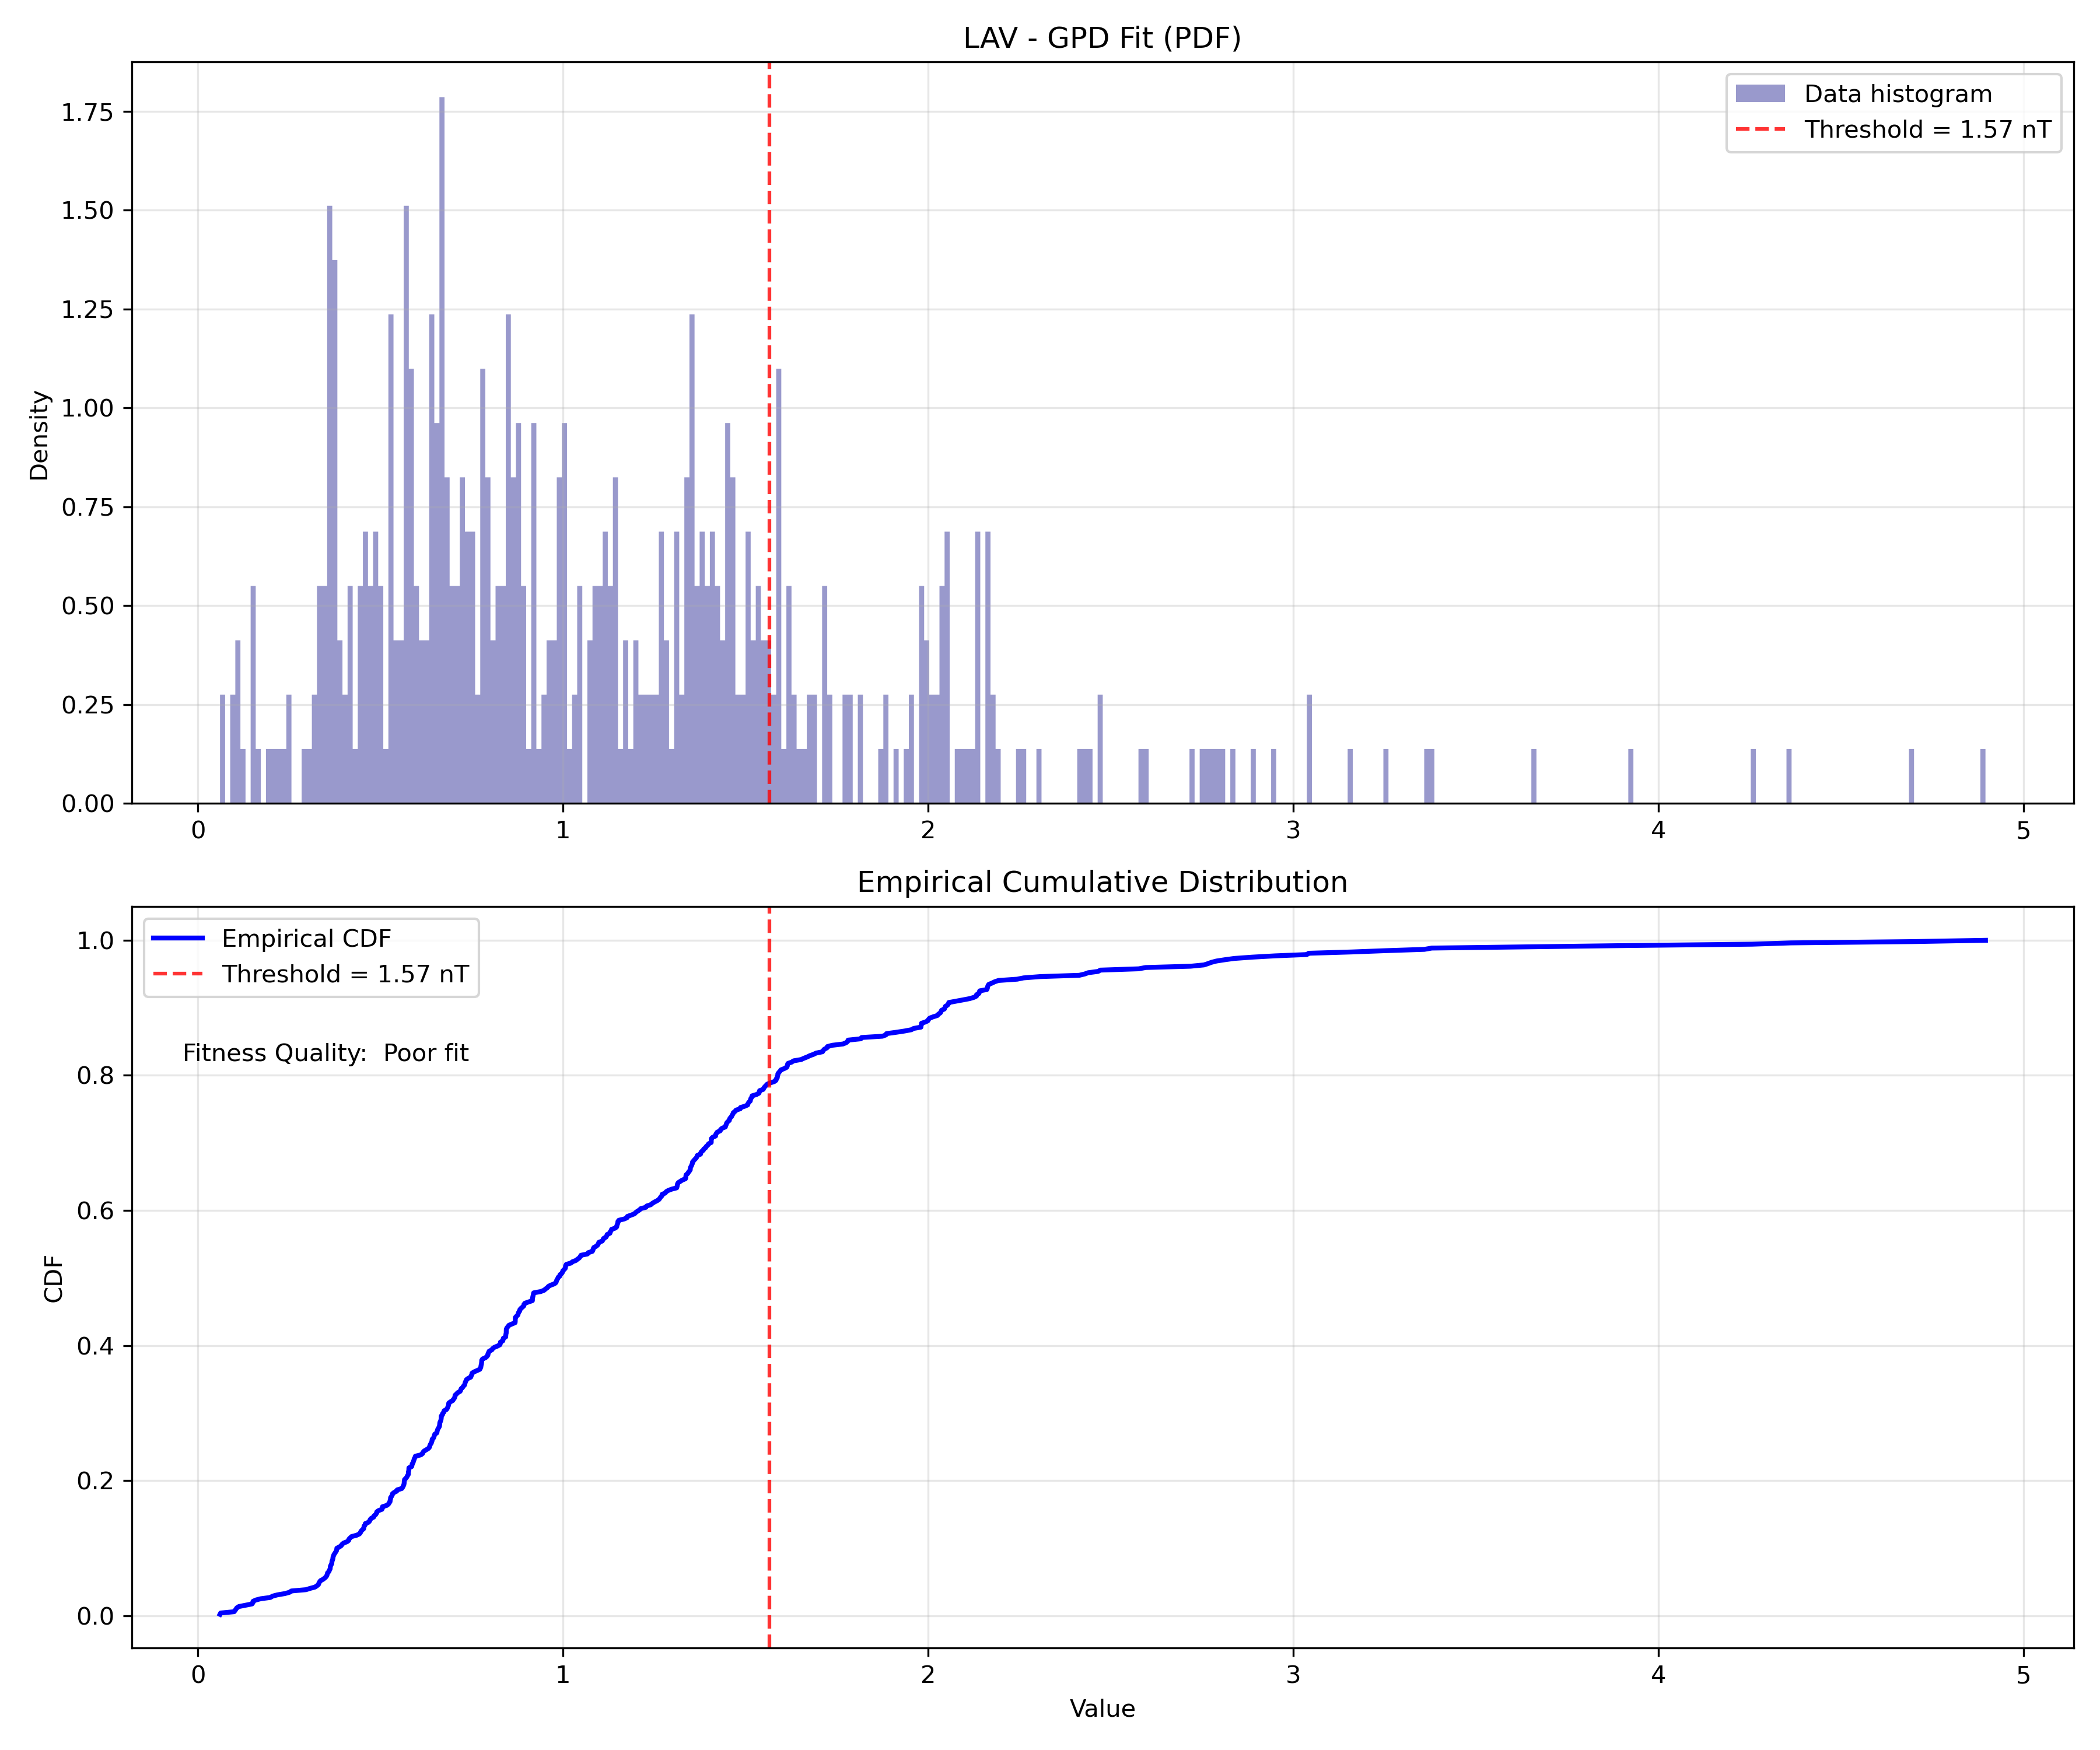 LAV - GPD Fit (PDF)
Data histogram
Threshold = 1.57 nT
Density
1.75
1.50
1.25
1.00
0.75
0.50
0.25
0.00
0 1 2 3 4 5
Empirical Cumulative Distribution
Empirical CDF
Threshold = 1.57 nT
Fitness Quality:  Poor fit
CDF
1.0
0.8
0.6
0.4
0.2
0.0
0 1 2 3 4 5
Value